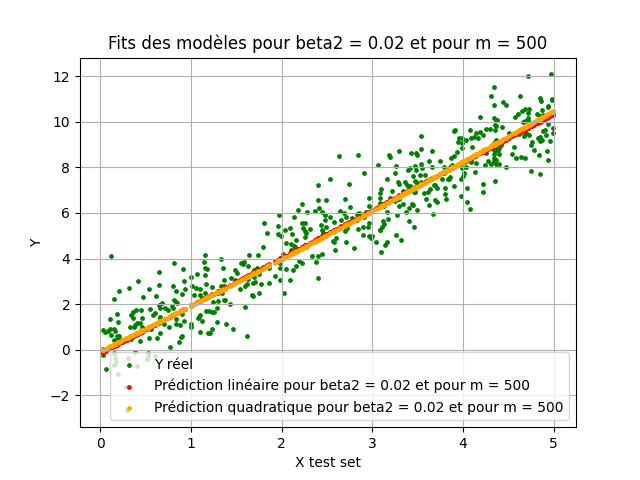 Fits des modèles pour beta2 = 0.02 et pour m = 500
12
10
8
6
4
2
0
−2
Y
Y réel
Prédiction linéaire pour beta2 = 0.02 et pour m = 500
Prédiction quadratique pour beta2 = 0.02 et pour m = 500
0 1 2 3 4 5
X test set